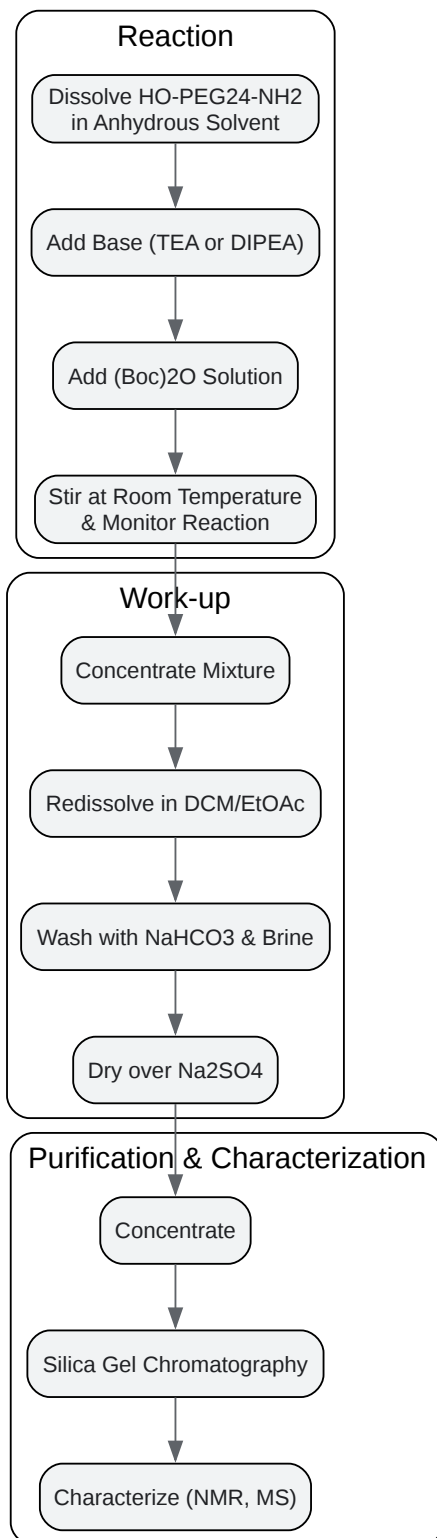 Reaction
Dissolve HO-PEG24-NH2
in Anhydrous Solvent
Add Base (TEA or DIPEA)
Add (Boc)2O Solution
Stir at Room Temperature
& Monitor Reaction
Work-up
Concentrate Mixture
Redissolve in DCM/EtOAc
Wash with NaHCO3 & Brine
Dry over Na2SO4
Purification & Characterization
Concentrate
Silica Gel Chromatography
Characterize (NMR, MS)